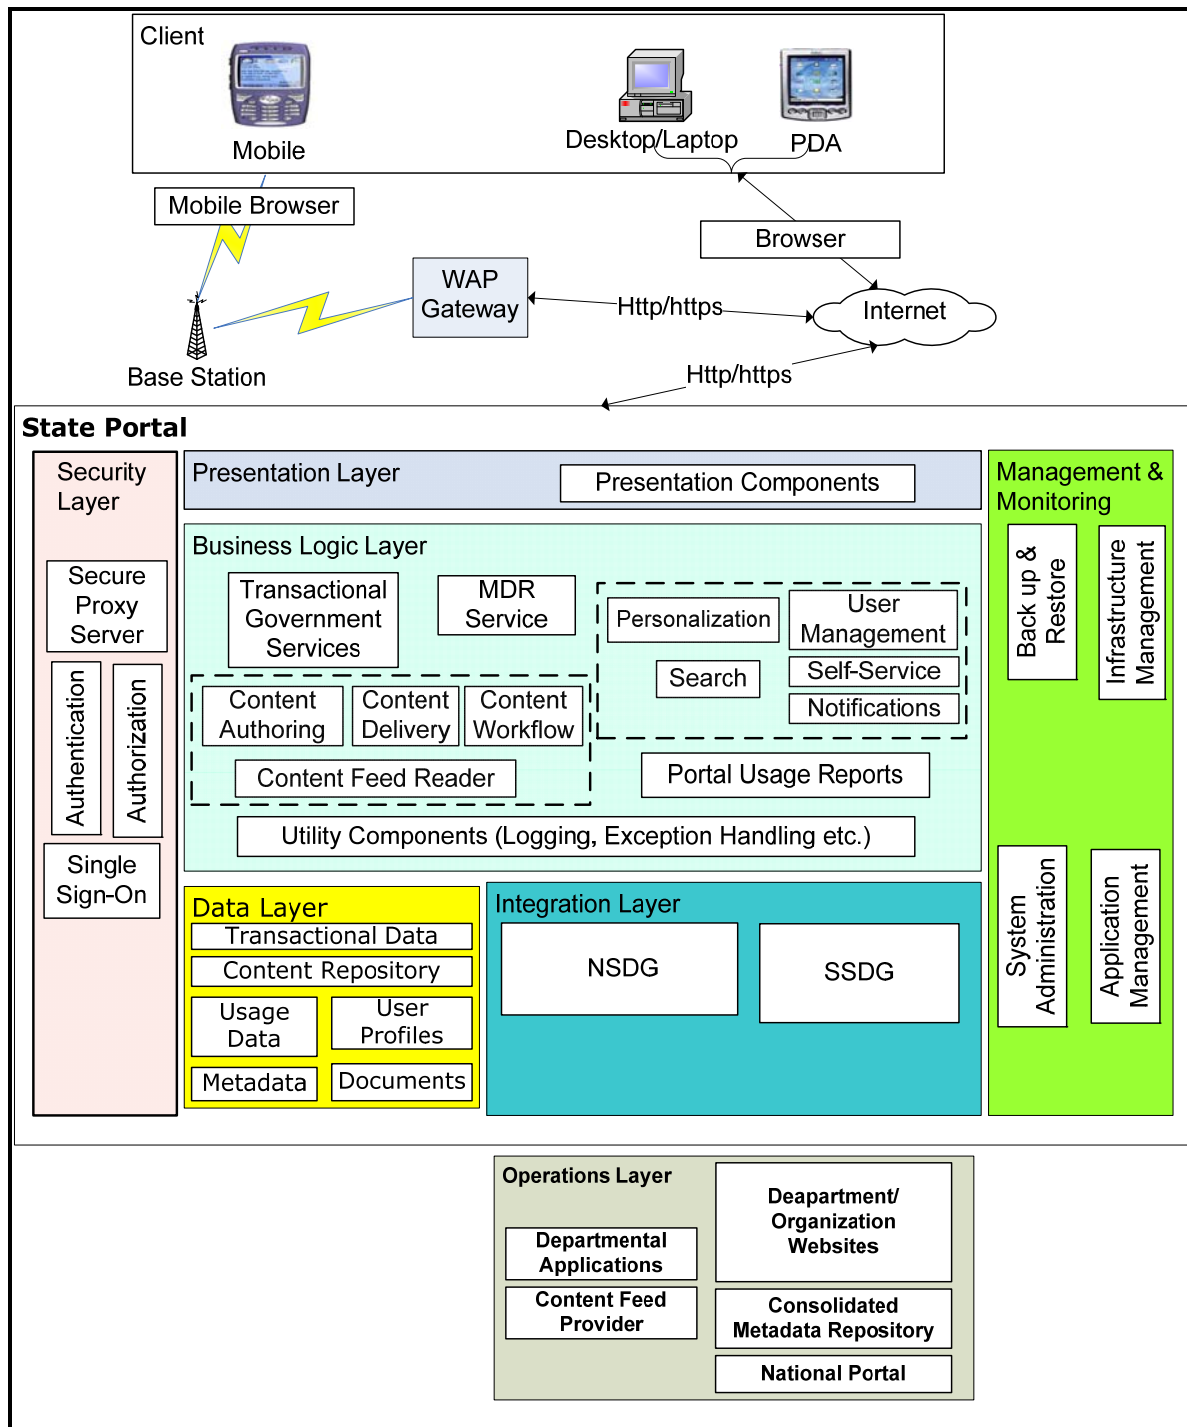 Client
Mobile
Desktop/Laptop
PDA
Mobile Browser
Browser
WAP
Gateway
Http/https
Internet
Base Station
Http/https
State Portal
Security
Layer
Secure
Proxy
Server
Authentication
Authorization
Single
Sign-On
Presentation Layer
Presentation Components
Business Logic Layer
Transactional
Government
Services
MDR
Service
Personalization
User
Management
Search
Self-Service
Notifications
Content
Authoring
Content
Delivery
Content
Workflow
Content Feed Reader
Portal Usage Reports
Utility Components (Logging, Exception Handling etc.)
Data Layer
Transactional Data
Content Repository
Usage
Data
User
Profiles
Metadata
Documents
Integration Layer
NSDG
SSDG
Management &
Monitoring
Back up &
Restore
Infrastructure
Management
System
Administration
Application
Management
Operations Layer
Departmental
Applications
Content Feed
Provider
Deapartment/
Organization
Websites
Consolidated
Metadata Repository
National Portal